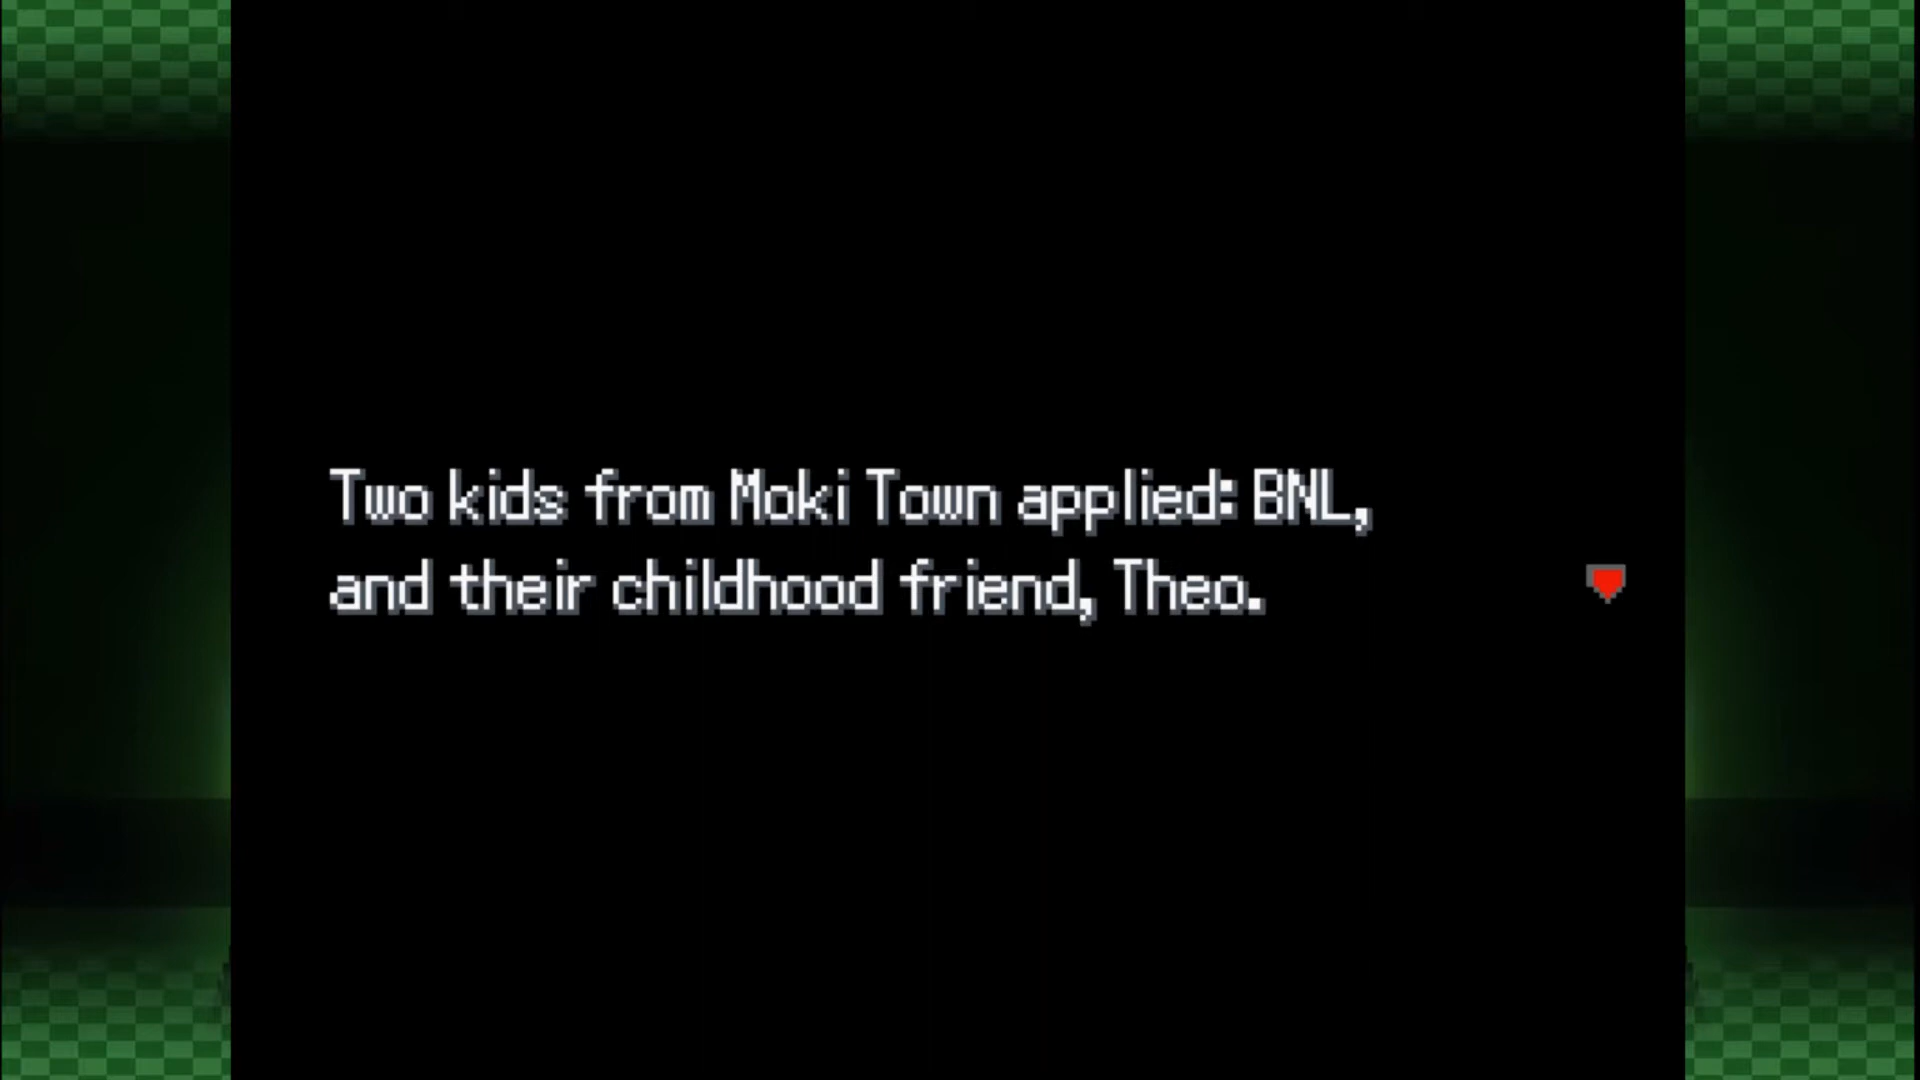 Two kids from Moki Town applied: BNL,
and their childhood friend, Theo.